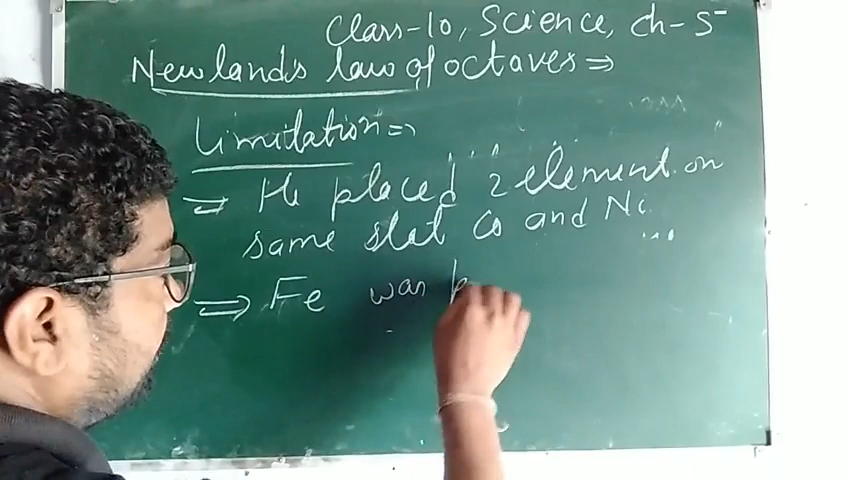 Class-10, Science, ch-5
Newlands law of octaves ⇒
Limitation ⇒
⇒ He placed 2 element on
same slot Co and Ni
⇒ Fe was